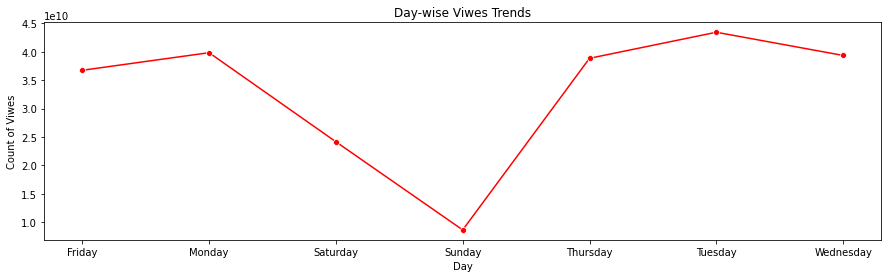 Day-wise Viwes Trends
1e10
4.5
4.0
3.5
3.0
2.5
2.0
1.5
1.0
Count of Viwes
Friday Monday Saturday Sunday Thursday Tuesday Wednesday
Day